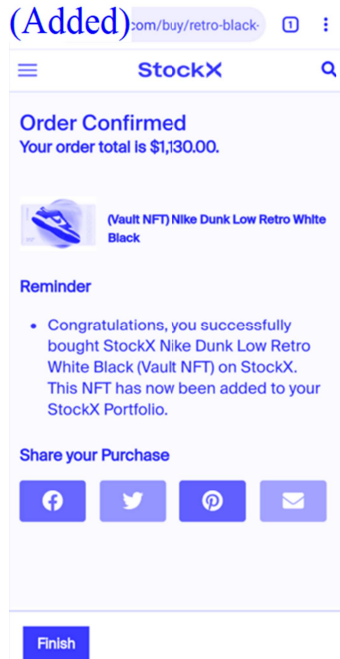 (Added)
com/buy/retro-black-
1
StockX
Order Confirmed
Your order total is $1,130.00.
(Vault NFT) Nike Dunk Low Retro White
Black
Reminder
• Congratulations, you successfully
bought StockX Nike Dunk Low Retro
White Black (Vault NFT) on StockX.
This NFT has now been added to your
StockX Portfolio.
Share your Purchase
Finish